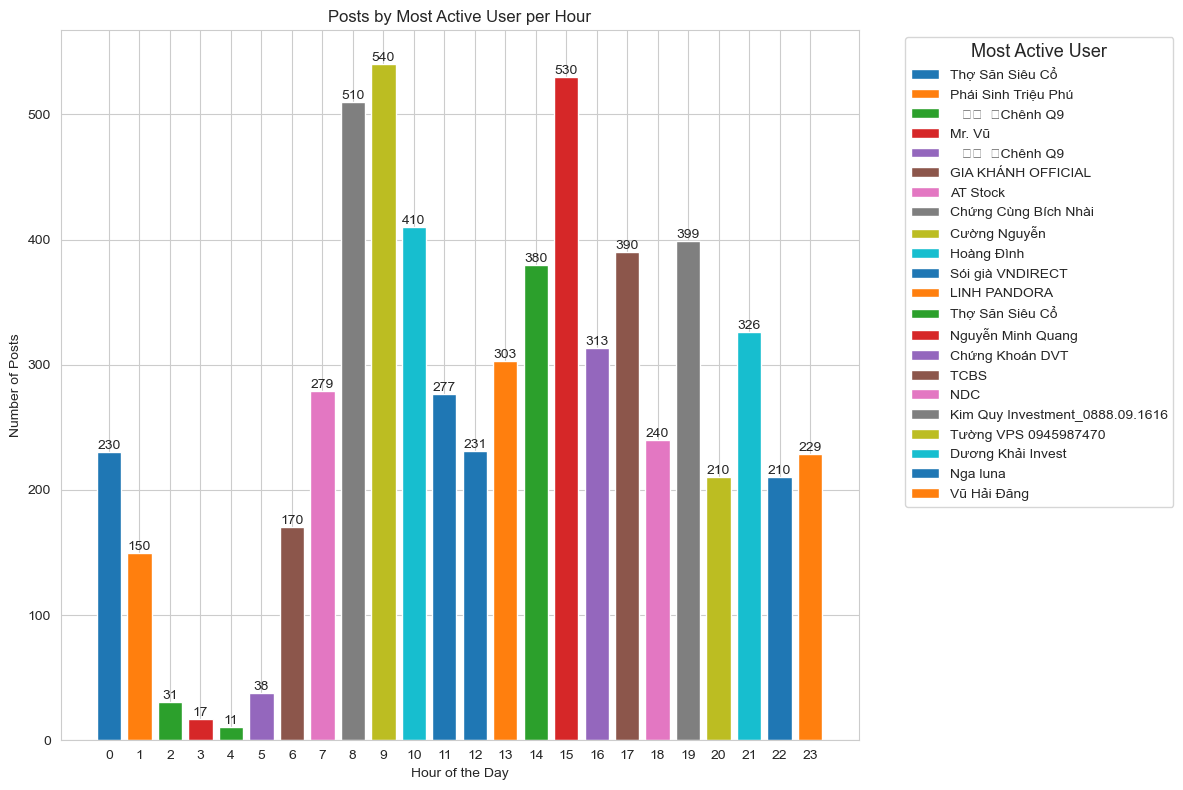 Posts by Most Active User per Hour
Number of Posts
500
400
300
200
100
0
230
150
31
17
11
38
170
279
510
540
410
277
231
303
380
530
313
390
240
399
210
326
210
229
0 1 2 3 4 5 6 7 8 9 10 11 12 13 14 15 16 17 18 19 20 21 22 23
Hour of the Day
Most Active User
Thợ Săn Siêu Cổ
Phái Sinh Triệu Phú
Chênh Q9
Mr. Vũ
Chênh Q9
GIA KHÁNH OFFICIAL
AT Stock
Chứng Cùng Bích Nhài
Cường Nguyễn
Hoàng Đình
Sói già VNDIRECT
LINH PANDORA
Thợ Săn Siêu Cổ
Nguyễn Minh Quang
Chứng Khoán DVT
TCBS
NDC
Kim Quy Investment_0888.09.1616
Tường VPS 0945987470
Dương Khải Invest
Nga luna
Vũ Hải Đăng